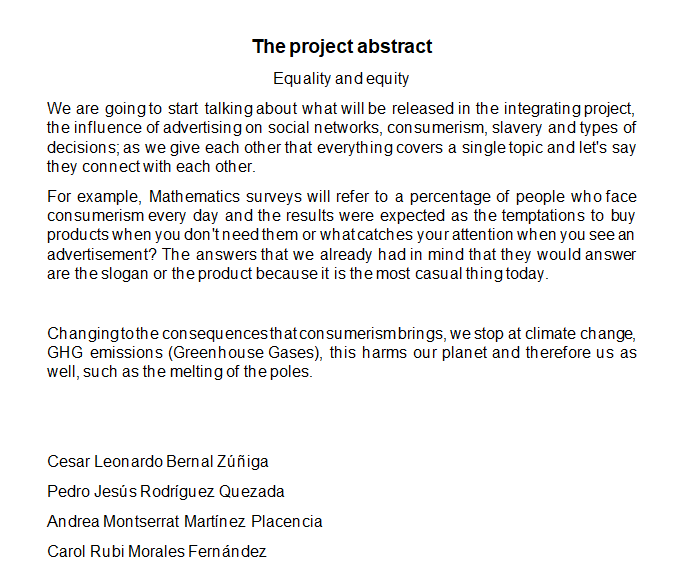 The project abstract
Equality and equity
We are going to start talking about what will be released in the integrating project,
the influence of advertising on social networks, consumerism, slavery and types of
decisions; as we give each other that everything covers a single topic and let's say
they connect with each other.
For example, Mathematics surveys will refer to a percentage of people who face
consumerism every day and the results were expected as the temptations to buy
products when you don't need them or what catches your attention when you see an
advertisement? The answers that we already had in mind that they would answer
are the slogan or the product because it is the most casual thing today.
Changing to the consequences that consumerism brings, we stop at climate change,
GHG emissions (Greenhouse Gases), this harms our planet and therefore us as
well, such as the melting of the poles.
Cesar Leonardo Bernal Zúñiga
Pedro Jesús Rodríguez Quezada
Andrea Montserrat Martínez Placencia
Carol Rubi Morales Fernández